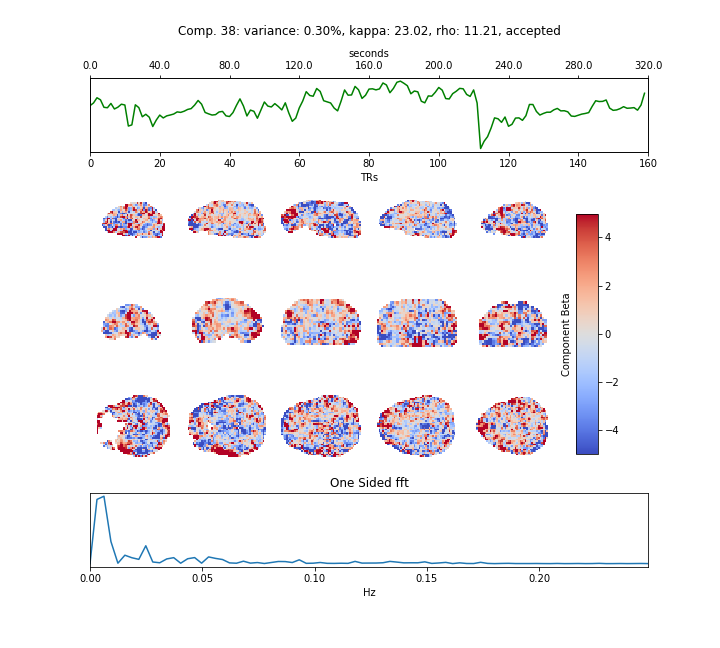 Comp. 38: variance: 0.30%, kappa: 23.02, rho: 11.21, accepted
seconds
0.0 40.0 80.0 120.0 160.0 200.0 240.0 280.0 320.0
0 20 40 60 80 100 120 140 160
TRs
4
2
0
−2
−4
Component Beta
One Sided fft
0.00 0.05 0.10 0.15 0.20
Hz